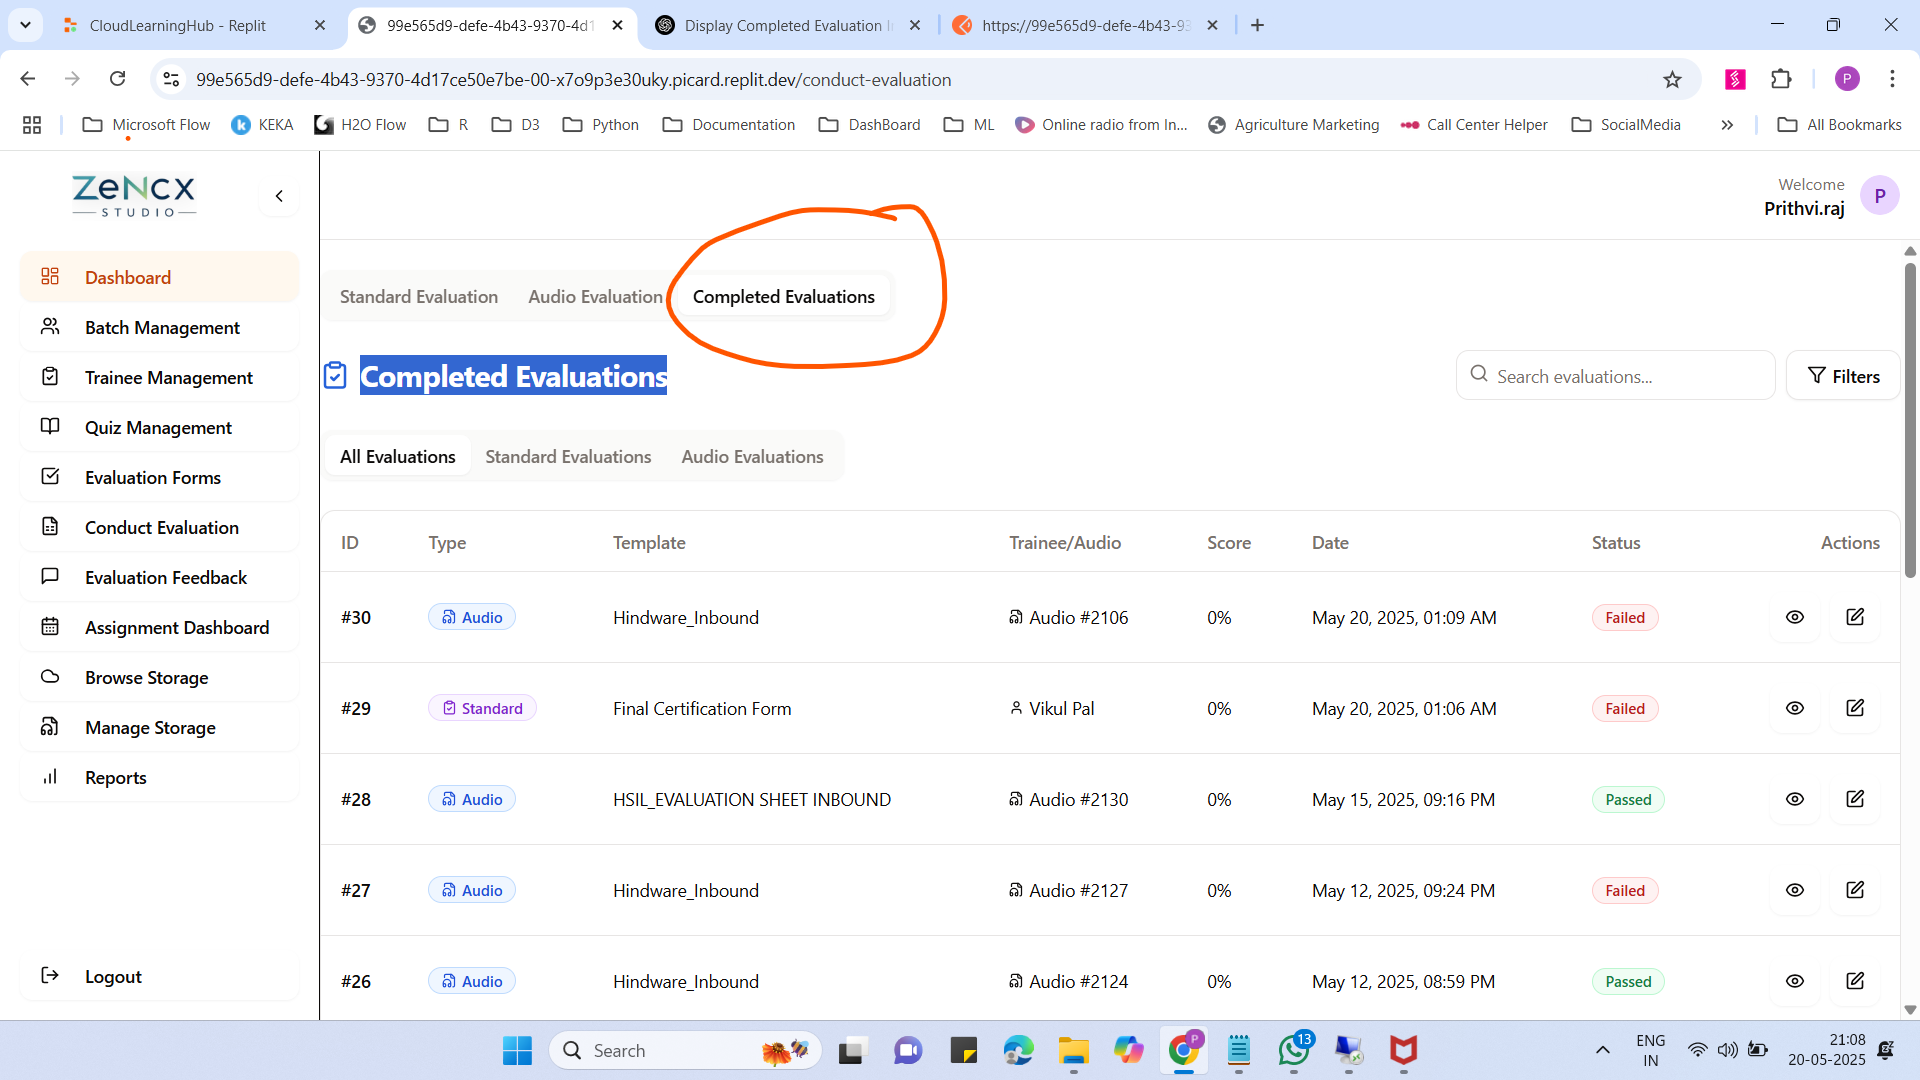 CloudLearningHub - Replit
99e565d9-defe-4b43-9370-4d1
Display Completed Evaluation I
https://99e565d9-defe-4b43-93
99e565d9-defe-4b43-9370-4d17ce50e7be-00-x7o9p3e30uky.picard.replit.dev/conduct-evaluation
P
Microsoft Flow
KEKA
H2O Flow
R
D3
Python
Documentation
DashBoard
ML
Online radio from In...
Agriculture Marketing
Call Center Helper
SocialMedia
All Bookmarks
ZeNCX
STUDIO
Welcome
Prithvi.raj
P
Dashboard
Batch Management
Trainee Management
Quiz Management
Evaluation Forms
Conduct Evaluation
Evaluation Feedback
Assignment Dashboard
Browse Storage
Manage Storage
Reports
Logout
Standard Evaluation Audio Evaluation Completed Evaluations
Completed Evaluations
Search evaluations...
Filters
All Evaluations Standard Evaluations Audio Evaluations
ID Type Template Trainee/Audio Score Date Status Actions
#30 Audio Hindware_Inbound Audio #2106 0% May 20, 2025, 01:09 AM Failed
#29 Standard Final Certification Form Vikul Pal 0% May 20, 2025, 01:06 AM Failed
#28 Audio HSIL_EVALUATION SHEET INBOUND Audio #2130 0% May 15, 2025, 09:16 PM Passed
#27 Audio Hindware_Inbound Audio #2127 0% May 12, 2025, 09:24 PM Failed
#26 Audio Hindware_Inbound Audio #2124 0% May 12, 2025, 08:59 PM Passed
Search
P
13
ENG
IN
21:08
20-05-2025